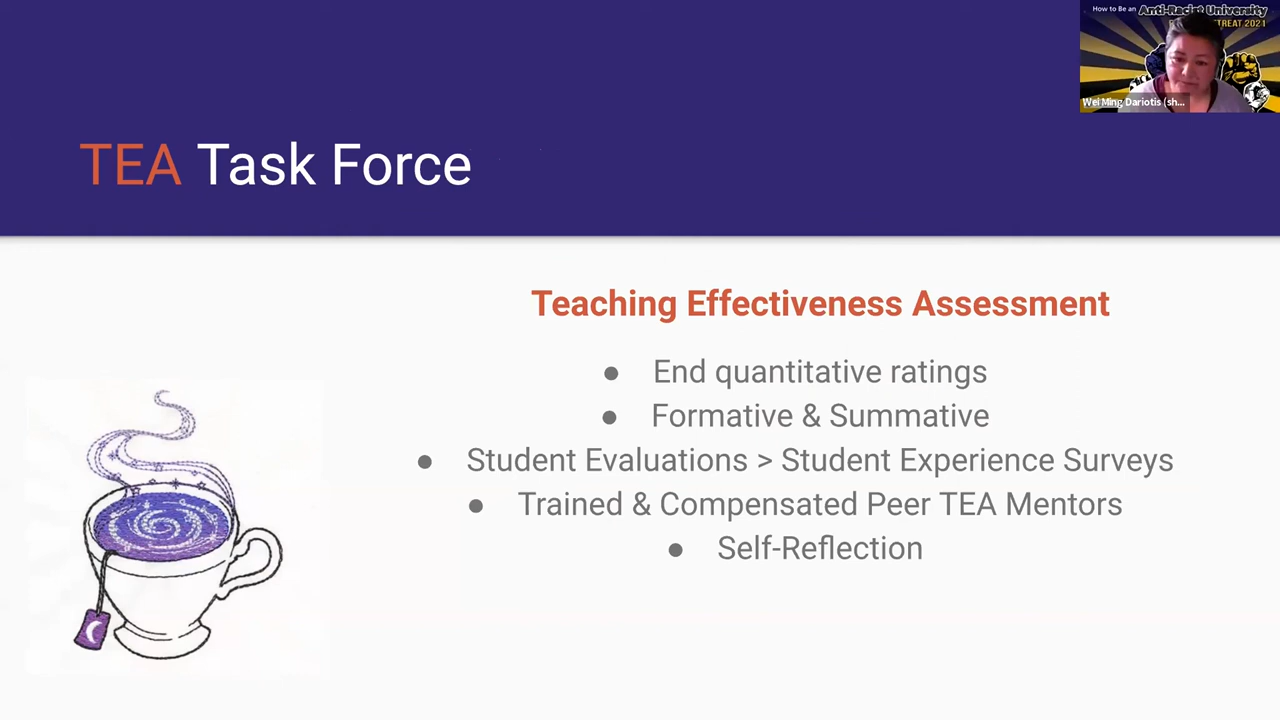 How to Be an Anti-Racist University
RETREAT 2021
Wei Ming Dariotis (sh...
TEA Task Force
Teaching Effectiveness Assessment
● End quantitative ratings
● Formative & Summative
● Student Evaluations > Student Experience Surveys
● Trained & Compensated Peer TEA Mentors
● Self-Reflection